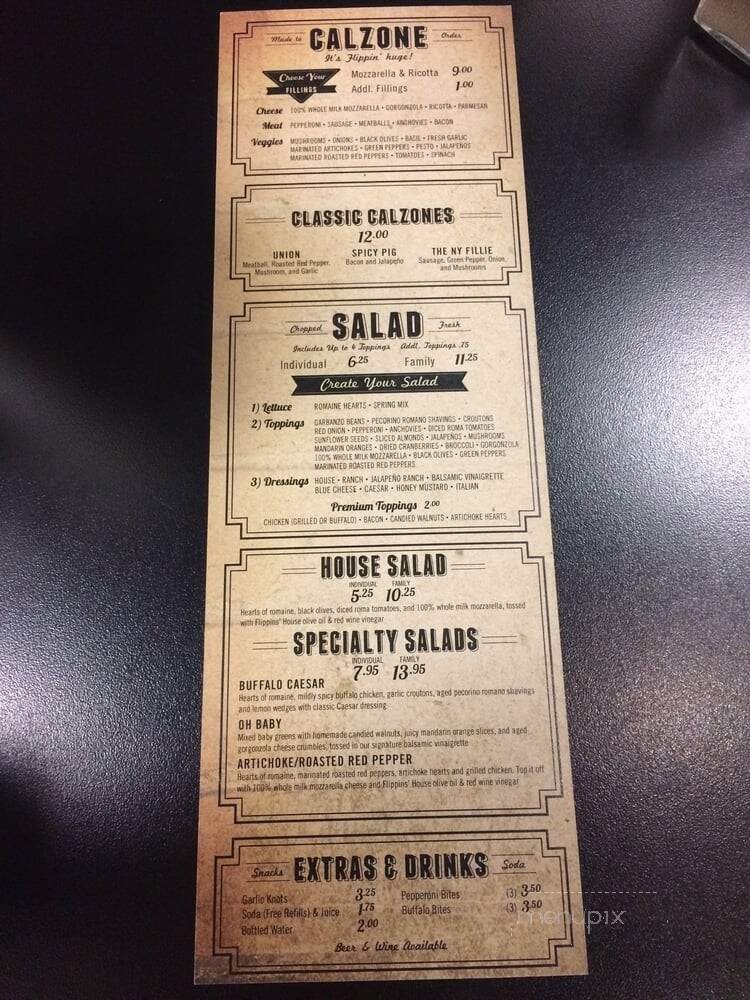 Made to CALZONE Order
It's Flippin' huge!
Choose Your
FILLINGS
Mozzarella & Ricotta 9.00
Addl. Fillings 1.00
Cheese 100% WHOLE MILK MOZZARELLA • GORGONZOLA • RICOTTA • PARMESAN
Meat PEPPERONI • SAUSAGE • MEATBALLS • ANCHOVIES • BACON
Veggies MUSHROOMS • ONIONS • BLACK OLIVES • BASIL • FRESH GARLIC
MARINATED ARTICHOKES • GREEN PEPPERS • PESTO • JALAPEÑOS
MARINATED ROASTED RED PEPPERS • TOMATOES • SPINACH
CLASSIC CALZONES
12.00
UNION
Meatball, Roasted Red Pepper,
Mushroom, and Garlic
SPICY PIG
Bacon and Jalapeño
THE NY FILLIE
Sausage, Green Pepper, Onion,
and Mushrooms
Chopped SALAD Fresh
Includes Up to 4 Toppings Addl. Toppings .75
Individual 6.25 Family 11.25
Create Your Salad
1) Lettuce ROMAINE HEARTS • SPRING MIX
2) Toppings GARBANZO BEANS • PECORINO ROMANO SHAVINGS • CROUTONS
RED ONION • PEPPERONI • ANCHOVIES • DICED ROMA TOMATOES
SUNFLOWER SEEDS • SLICED ALMONDS • JALAPEÑOS • MUSHROOMS
MANDARIN ORANGES • DRIED CRANBERRIES • BROCCOLI • GORGONZOLA
100% WHOLE MILK MOZZARELLA • BLACK OLIVES • GREEN PEPPERS
MARINATED ROASTED RED PEPPERS
3) Dressings HOUSE • RANCH • JALAPEÑO RANCH • BALSAMIC VINAIGRETTE
BLUE CHEESE • CAESAR • HONEY MUSTARD • ITALIAN
Premium Toppings 2.00
CHICKEN (GRILLED OR BUFFALO) • BACON • CANDIED WALNUTS • ARTICHOKE HEARTS
HOUSE SALAD
INDIVIDUAL FAMILY
5.25 10.25
Hearts of romaine, black olives, diced roma tomatoes, and 100% whole milk mozzarella, tossed
with Flippins' House olive oil & red wine vinegar
SPECIALTY SALADS
INDIVIDUAL FAMILY
7.95 13.95
BUFFALO CAESAR
Hearts of romaine, mildly spicy buffalo chicken, garlic croutons, aged pecorino romano shavings
and lemon wedges with classic Caesar dressing
OH BABY
Mixed baby greens with homemade candied walnuts, juicy mandarin orange slices, and aged
gorgonzola cheese crumbles, tossed in our signature balsamic vinaigrette
ARTICHOKE/ROASTED RED PEPPER
Hearts of romaine, marinated roasted red peppers, artichoke hearts and grilled chicken. Top it off
with 100% whole milk mozzarella cheese and Flippins' House olive oil & red wine vinegar
Snacks EXTRAS & DRINKS Soda
Garlic Knots 3.25
Soda (Free Refills) & Juice 1.75
Bottled Water 2.00
Pepperoni Bites (3) 3.50
Buffalo Bites (3) 3.50
Beer & Wine Available
menupix